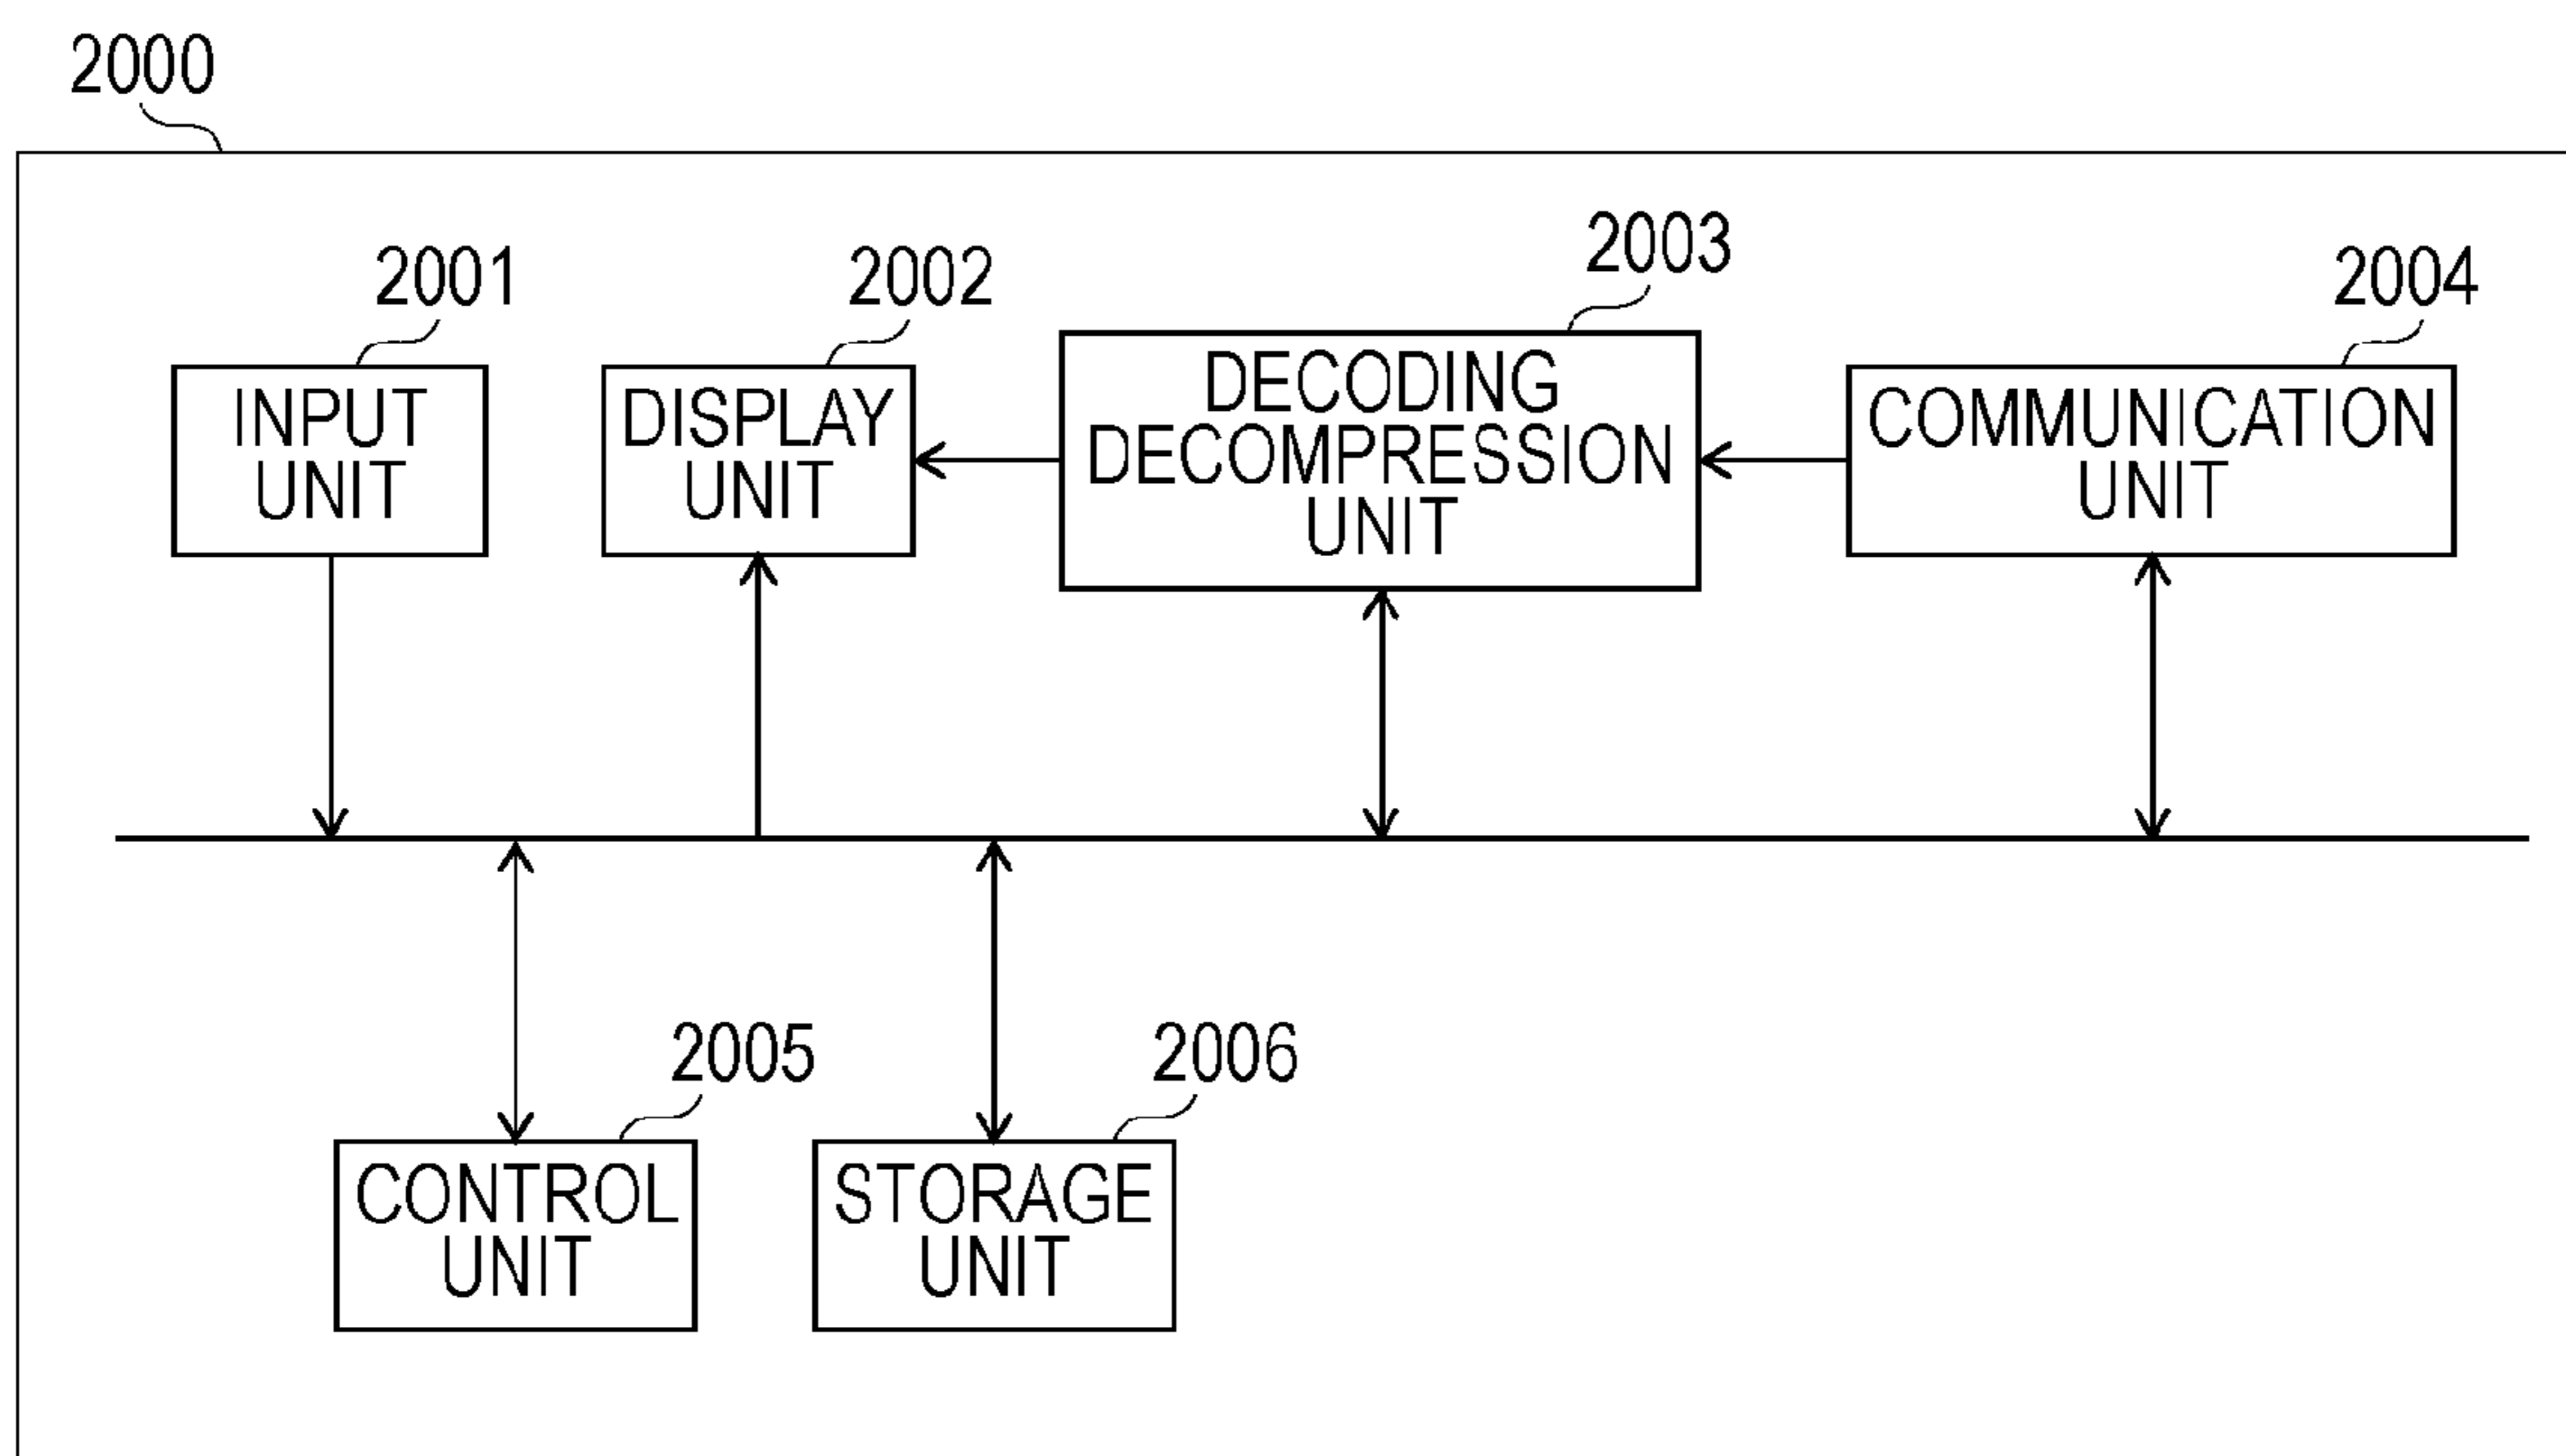 2000
2001
2002
2003
2004
INPUT
UNIT
DISPLAY
UNIT
DECODING
DECOMPRESSION
UNIT
COMMUNICATION
UNIT
2005
2006
CONTROL
UNIT
STORAGE
UNIT